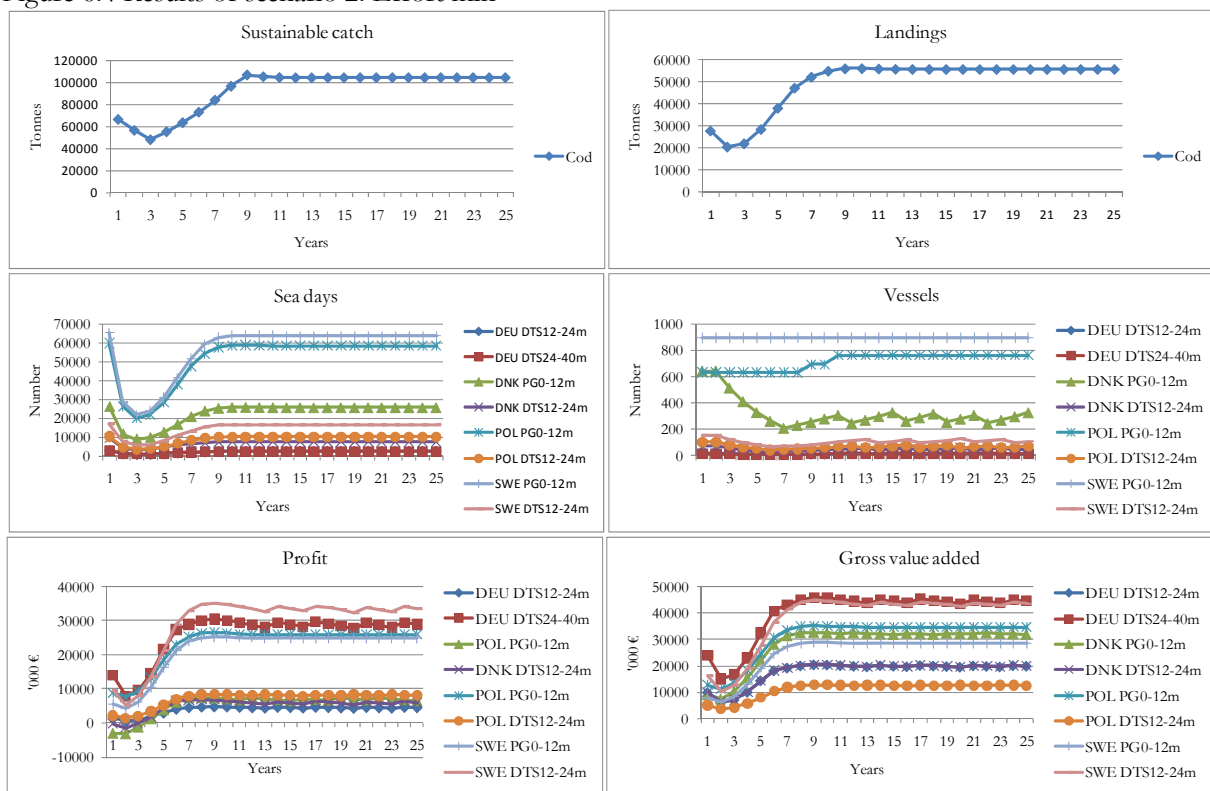 Figure Results of scenario 2: Effort min
Sustainable catch
Tonnes
120000
100000
80000
60000
40000
20000
0
1 3 5 7 9 11 13 15 17 19 21 23 25
Years
Cod
Landings
Tonnes
60000
50000
40000
30000
20000
10000
0
1 3 5 7 9 11 13 15 17 19 21 23 25
Years
Cod
Sea days
Number
70000
60000
50000
40000
30000
20000
10000
0
1 3 5 7 9 11 13 15 17 19 21 23 25
Years
DEU DTS12-24m
DEU DTS24-40m
DNK PG0-12m
DNK DTS12-24m
POL PG0-12m
POL DTS12-24m
SWE PG0-12m
SWE DTS12-24m
Vessels
Number
1000
800
600
400
200
0
1 3 5 7 9 11 13 15 17 19 21 23 25
Years
DEU DTS12-24m
DEU DTS24-40m
DNK PG0-12m
DNK DTS12-24m
POL PG0-12m
POL DTS12-24m
SWE PG0-12m
SWE DTS12-24m
Profit
'000 €
40000
30000
20000
10000
0
-10000
1 3 5 7 9 11 13 15 17 19 21 23 25
Years
DEU DTS12-24m
DEU DTS24-40m
POL PG0-12m
DNK DTS12-24m
POL PG0-12m
POL DTS12-24m
SWE PG0-12m
SWE DTS12-24m
Gross value added
'000 €
50000
40000
30000
20000
10000
0
1 3 5 7 9 11 13 15 17 19 21 23 25
Years
DEU DTS12-24m
DEU DTS24-40m
DNK PG0-12m
DNK DTS12-24m
POL PG0-12m
POL DTS12-24m
SWE PG0-12m
SWE DTS12-24m